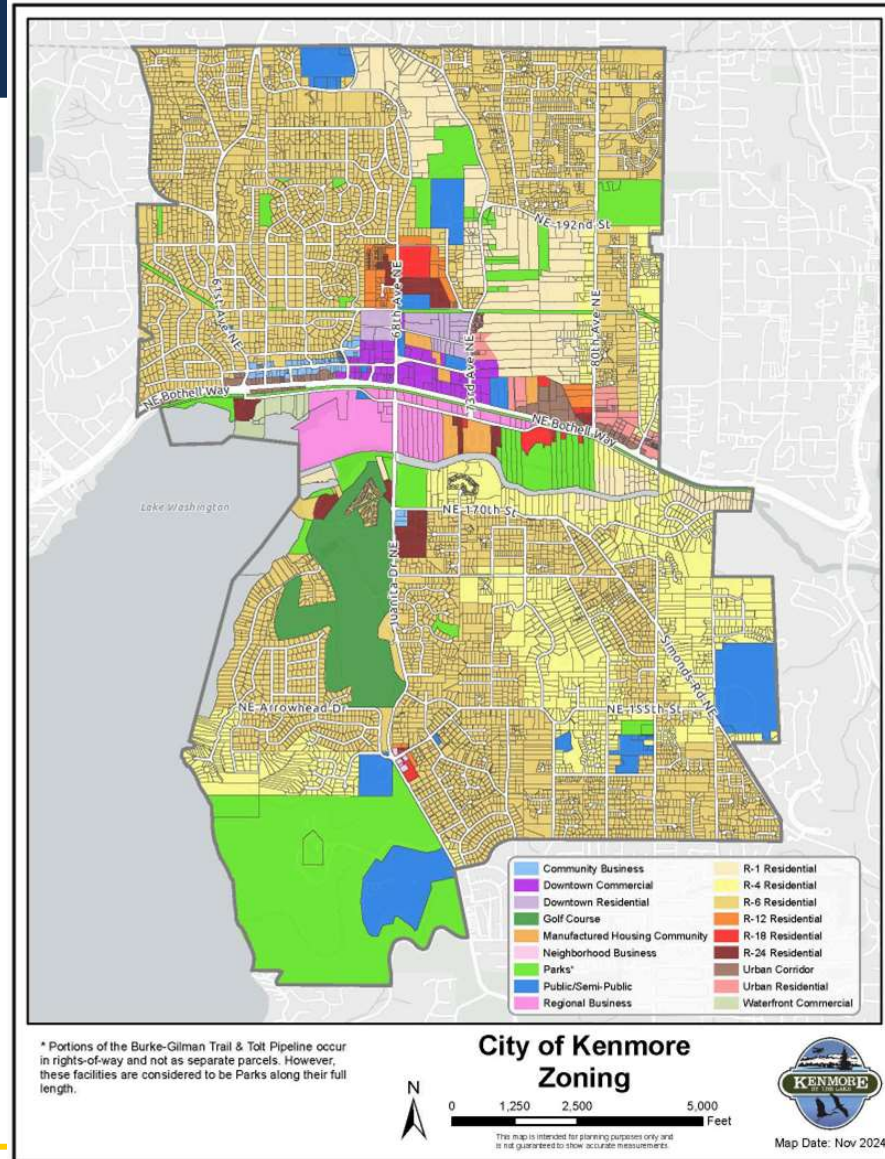 NE 192nd St
61st Ave NE
68th Ave NE
73rd Ave NE
80th Ave NE
NE Bothell Way
NE Bothell Way
Lake Washington
NE 170th St
Juanita Dr NE
Simonds Rd NE
NE Arrowhead Dr
NE 155th St
Community Business
Downtown Commercial
Downtown Residential
Golf Course
Manufactured Housing Community
Neighborhood Business
Parks*
Public/Semi-Public
Regional Business
R-1 Residential
R-4 Residential
R-6 Residential
R-12 Residential
R-18 Residential
R-24 Residential
Urban Corridor
Urban Residential
Waterfront Commercial
* Portions of the Burke-Gilman Trail & Tolt Pipeline occur
in rights-of-way and not as separate parcels. However,
these facilities are considered to be Parks along their full
length.
N
City of Kenmore
Zoning
0 1,250 2,500 5,000
Feet
This map is intended for planning purposes only and
is not guaranteed to show accurate measurements.
KENMORE
BY THE LAKE
Map Date: Nov 2024